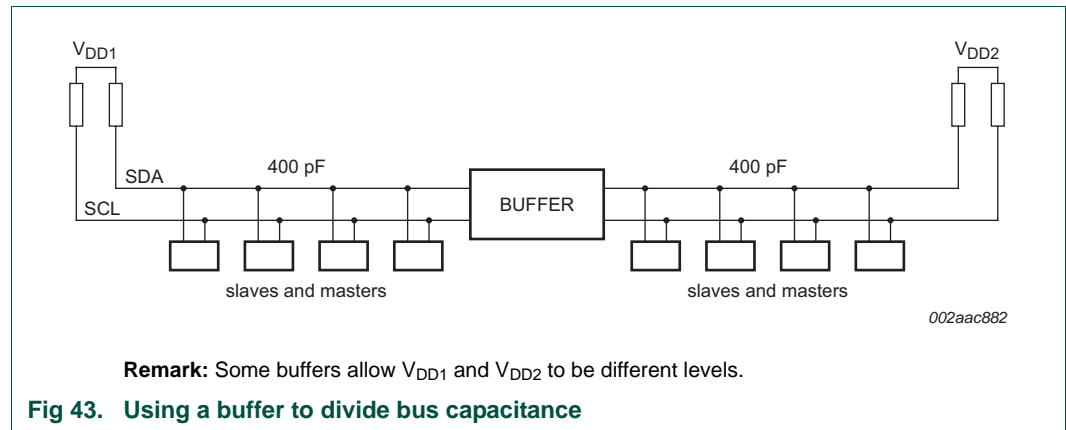 VDD1
VDD2
400 pF
400 pF
SDA
BUFFER
SCL
slaves and masters
slaves and masters
002aac882
Remark: Some buffers allow VDD1 and VDD2 to be different levels.
Fig 43. Using a buffer to divide bus capacitance